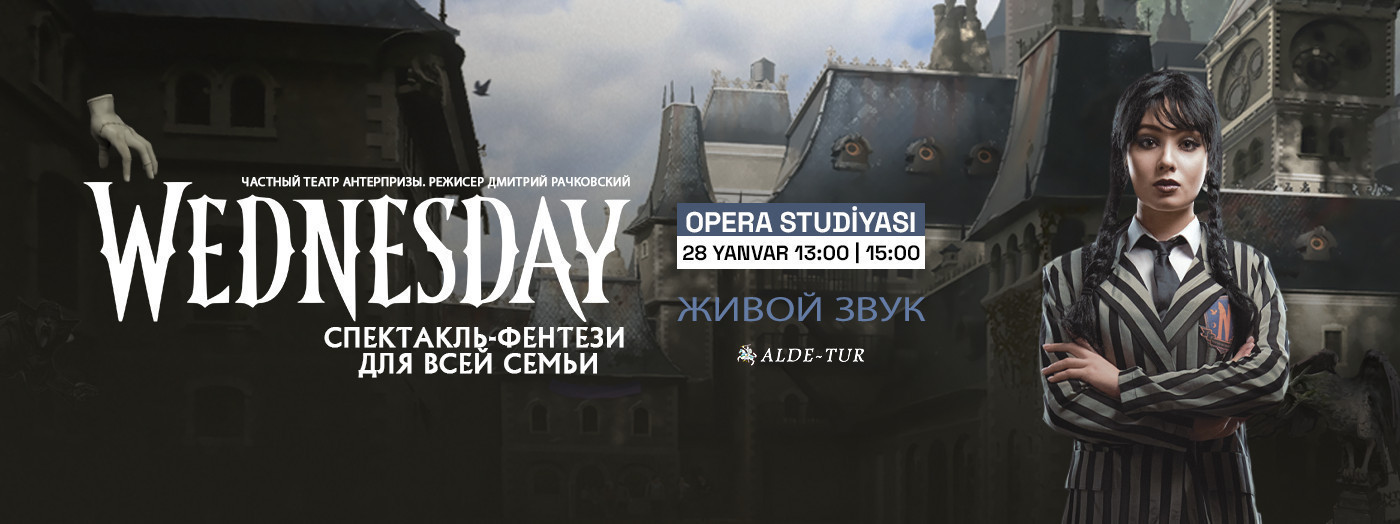 ЧАСТНЫЙ ТЕАТР АНТЕРПРИЗЫ. РЕЖИСЕР ДМИТРИЙ РАЧКОВСКИЙ
WEDNESDAY
СПЕКТАКЛЬ-ФЕНТЕЗИ
ДЛЯ ВСЕЙ СЕМЬИ
OPERA STUDİYASI
28 YANVAR 13:00 | 15:00
ЖИВОЙ ЗВУК
ALDE-TUR
N